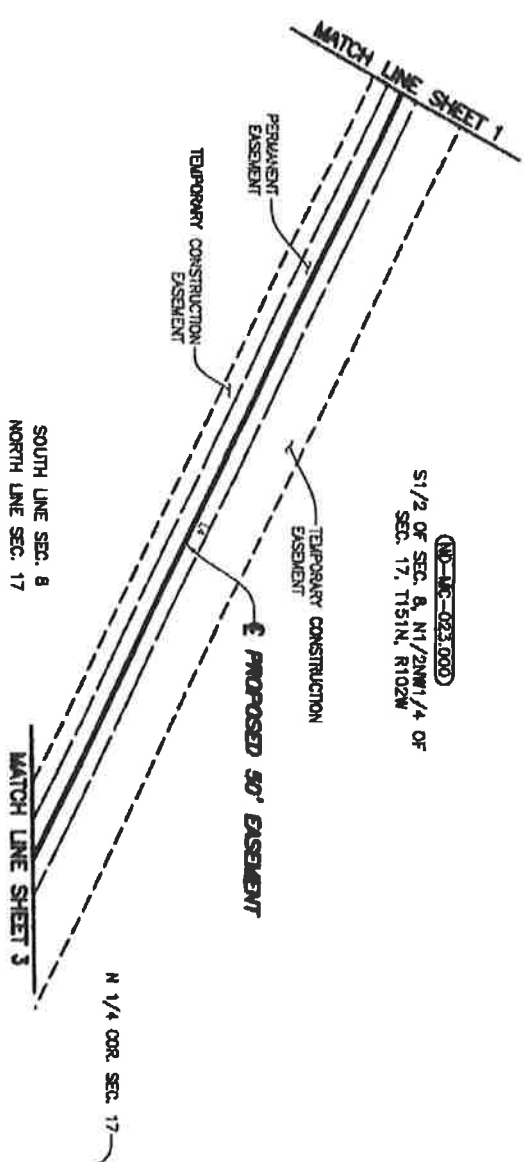 MATCH LINE SHEET 1
PERMANENT
EASEMENT
TEMPORARY CONSTRUCTION
EASEMENT
(ND-MC-023.000)
S1/2 OF SEC. 8, N1/2NW1/4 OF
SEC. 17, T151N, R102W
TEMPORARY CONSTRUCTION
EASEMENT
L4
℄ PROPOSED 50' EASEMENT
SOUTH LINE SEC. 8
NORTH LINE SEC. 17
MATCH LINE SHEET 3
N 1/4 COR. SEC. 17